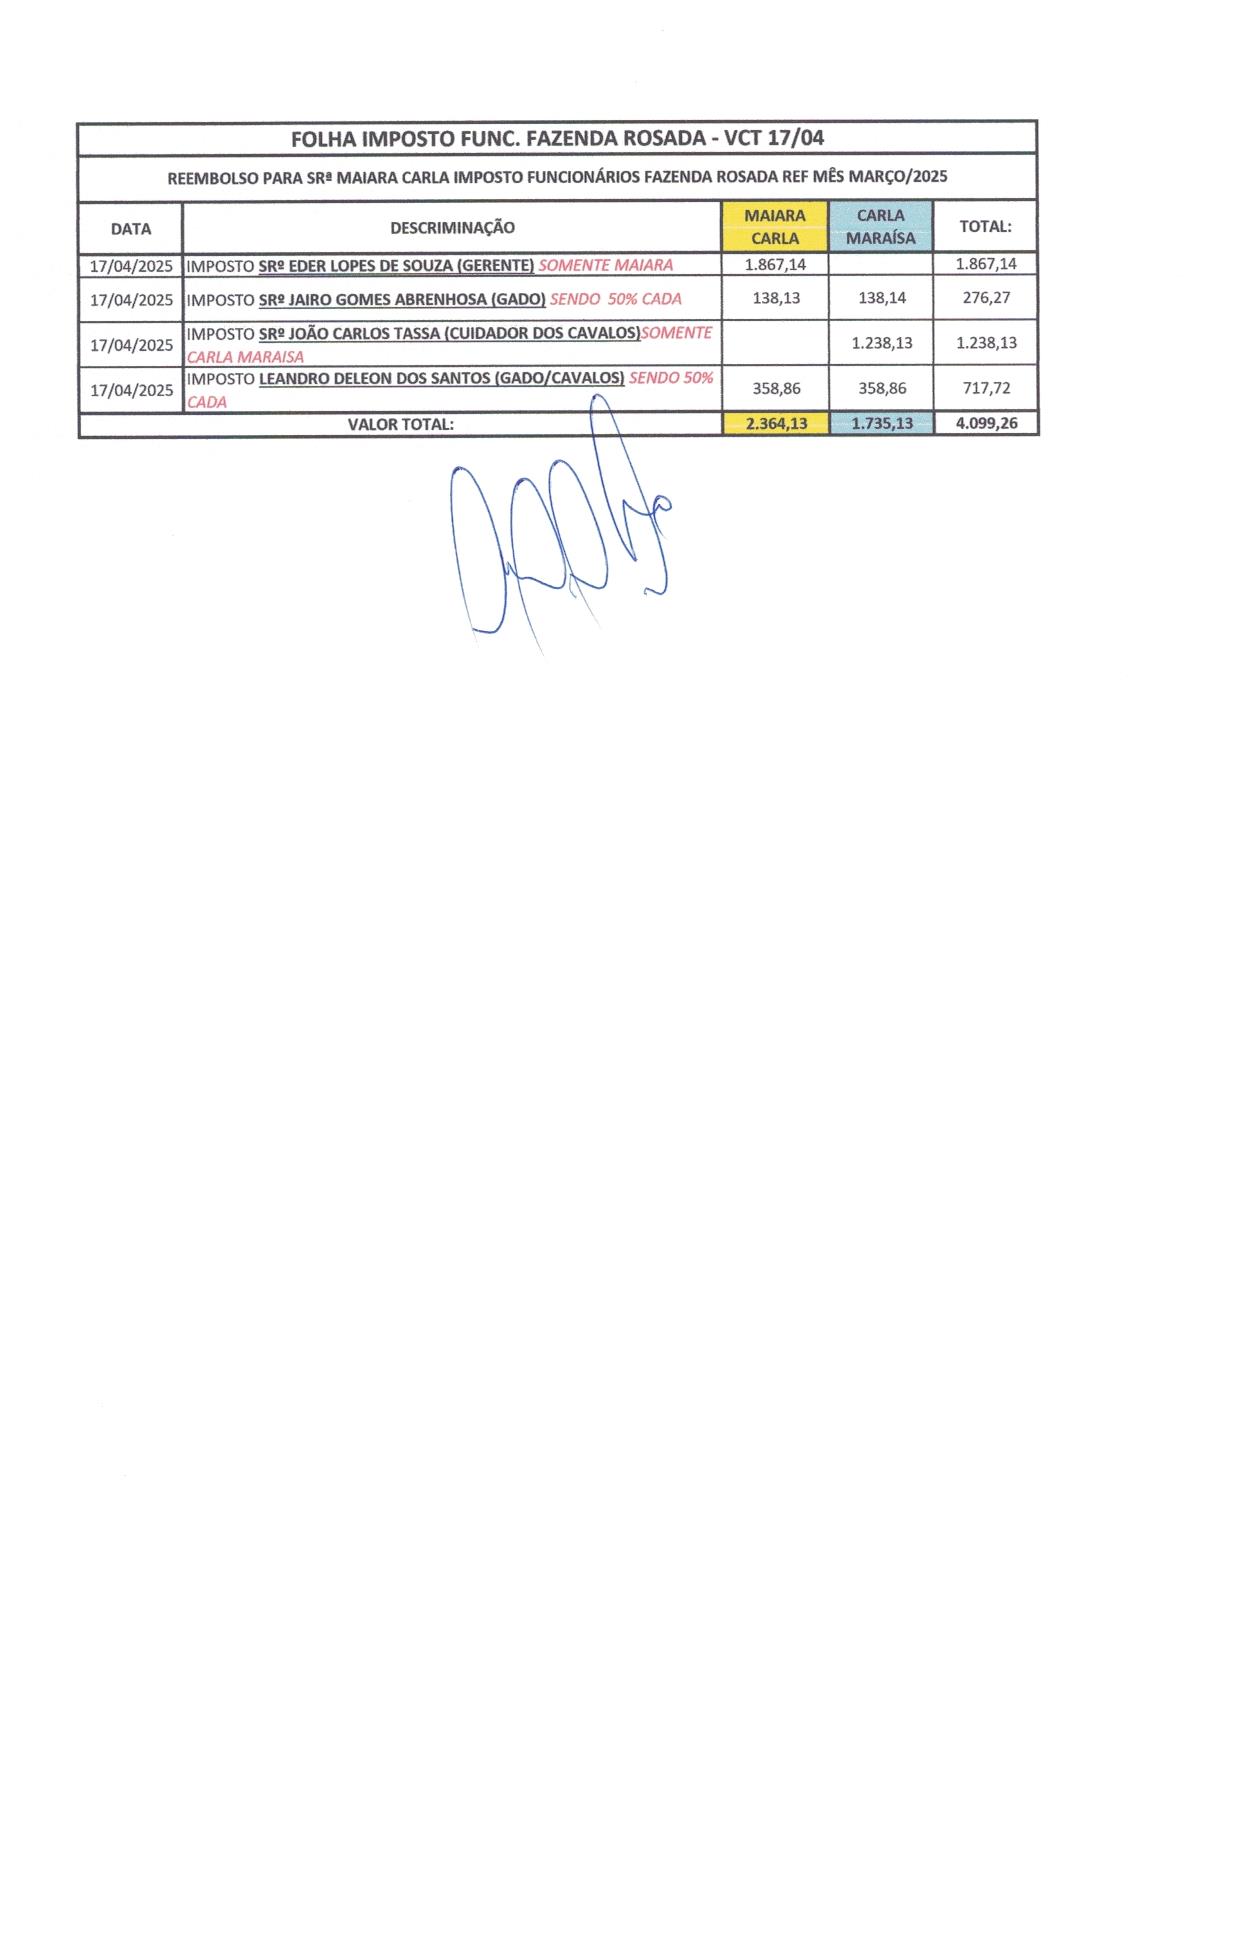 FOLHA IMPOSTO FUNC. FAZENDA ROSADA - VCT 17/04
REEMBOLSO PARA SRª MAIARA CARLA IMPOSTO FUNCIONÁRIOS FAZENDA ROSADA REF MÊS MARÇO/2025
DATA DESCRIMINAÇÃO MAIARA CARLA CARLA MARAÍSA TOTAL:
17/04/2025 IMPOSTO SRº EDER LOPES DE SOUZA (GERENTE) SOMENTE MAIARA 1.867,14 1.867,14
17/04/2025 IMPOSTO SRº JAIRO GOMES ABRENHOSA (GADO) SENDO 50% CADA 138,13 138,14 276,27
17/04/2025 IMPOSTO SRº JOÃO CARLOS TASSA (CUIDADOR DOS CAVALOS)SOMENTE
CARLA MARAISA 1.238,13 1.238,13
17/04/2025 IMPOSTO LEANDRO DELEON DOS SANTOS (GADO/CAVALOS) SENDO 50%
CADA 358,86 358,86 717,72
VALOR TOTAL: 2.364,13 1.735,13 4.099,26